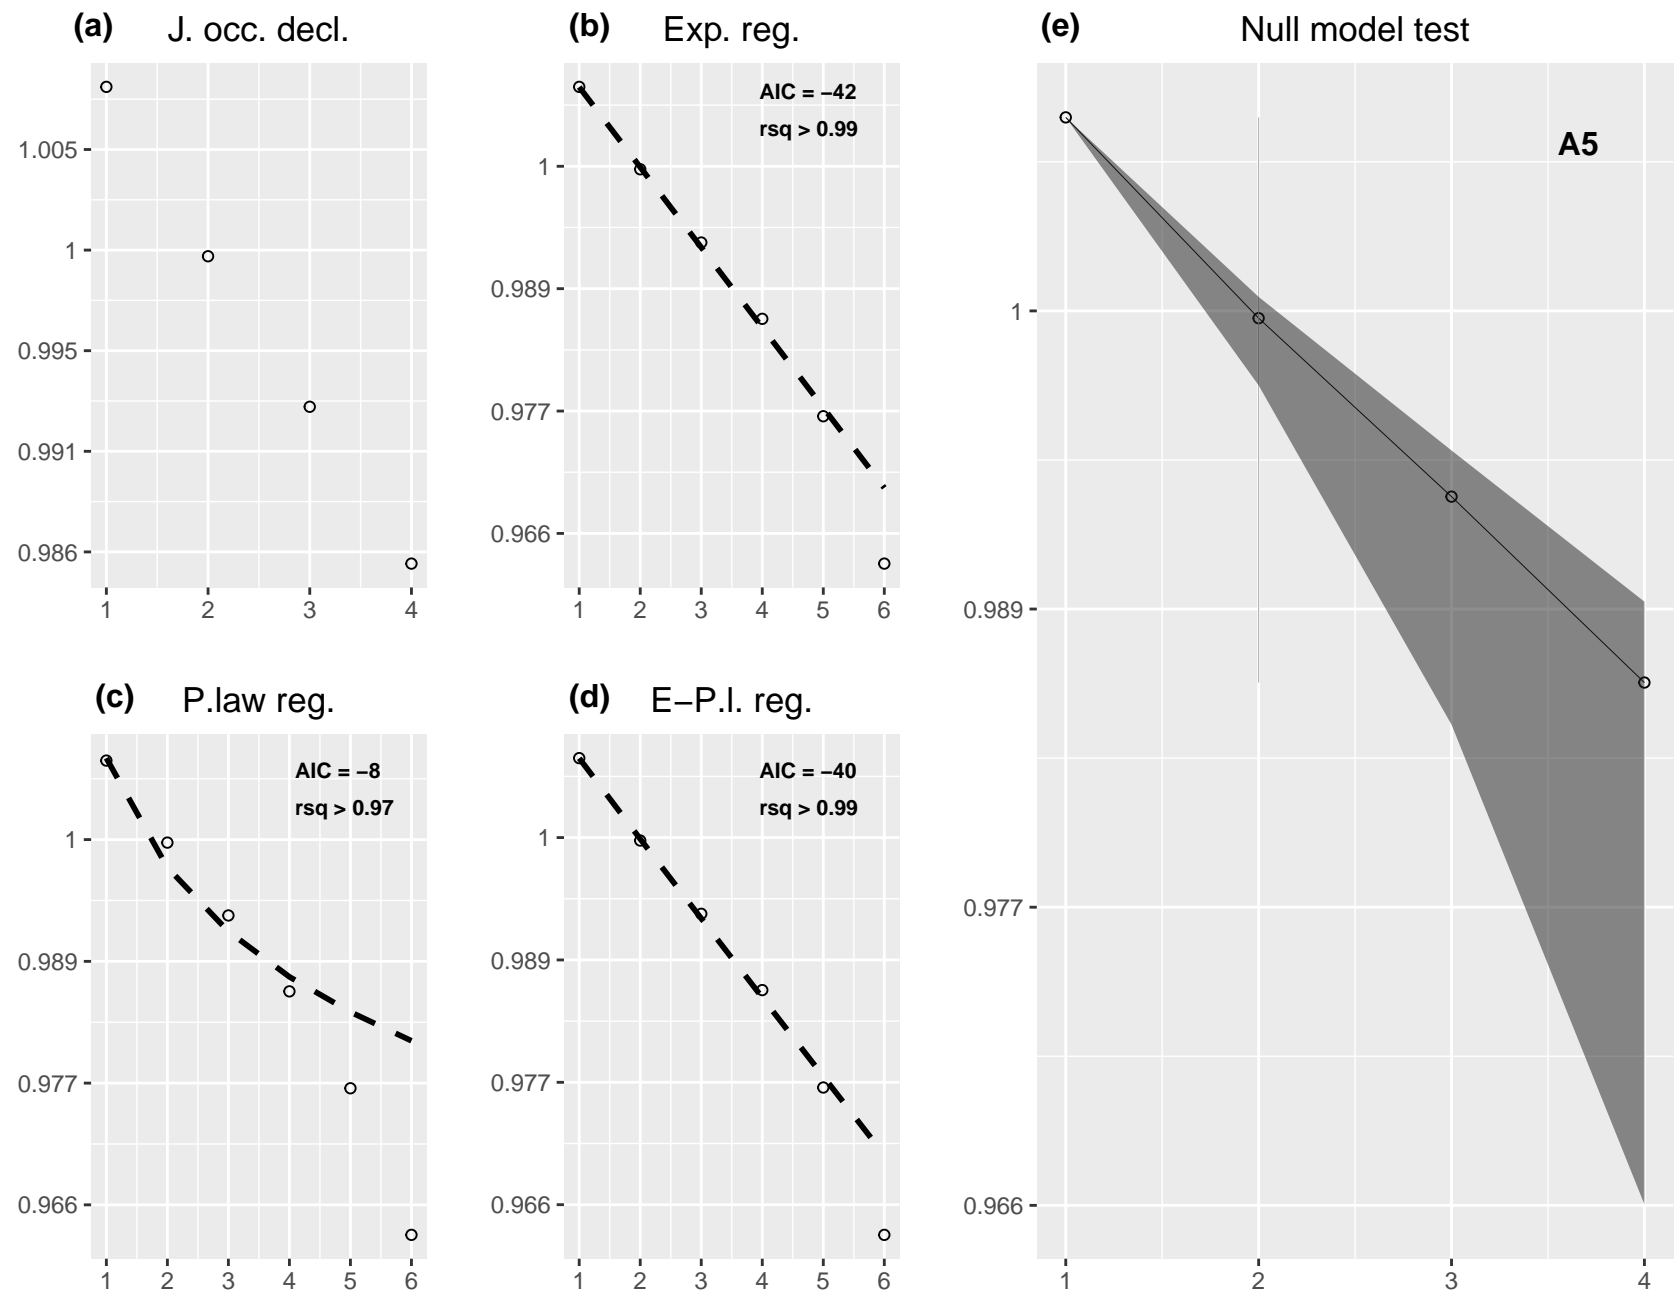 (a) J. occ. decl.
1.005
1
0.995
0.991
0.986
1 2 3 4
(b) Exp. reg.
AIC = −42
rsq > 0.99
1
0.989
0.977
0.966
1 2 3 4 5 6
(c) P.law reg.
AIC = −8
rsq > 0.97
1
0.989
0.977
0.966
1 2 3 4 5 6
(d) E−P.l. reg.
AIC = −40
rsq > 0.99
1
0.989
0.977
0.966
1 2 3 4 5 6
(e) Null model test
A5
1
0.989
0.977
0.966
1 2 3 4